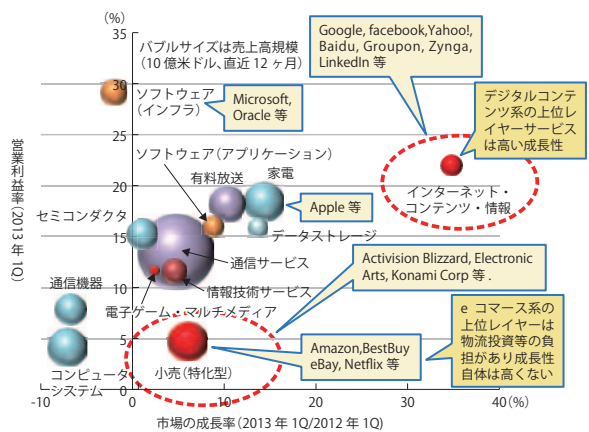 (%)
35
30
25
20
15
10
5
0
-10
0
10
20
30
40(%)
営業利益率(2013年1Q)
市場の成長率(2013年1Q/2012年1Q)
バブルサイズは売上高規模
(10億米ドル、直近12ヶ月)
Google, facebook,Yahoo!,
Baidu, Groupon, Zynga,
LinkedIn 等
ソフトウェア
(インフラ)
Microsoft,
Oracle 等
デジタルコンテ
ンツ系の上位
レイヤーサービス
は高い成長性
ソフトウェア(アプリケーション)
有料放送
家電
Apple 等
インターネット・
コンテンツ・情報
セミコンダクタ
データストレージ
通信サービス
Activision Blizzard, Electronic
Arts, Konami Corp 等 .
通信機器
情報技術サービス
電子ゲーム・マルチメディア
e コマース系の
上位レイヤーは
物流投資等の負
担があり成長性
自体は高くない
Amazon,BestBuy
eBay, Netflix 等
コンピュータ
システム
小売(特化型)